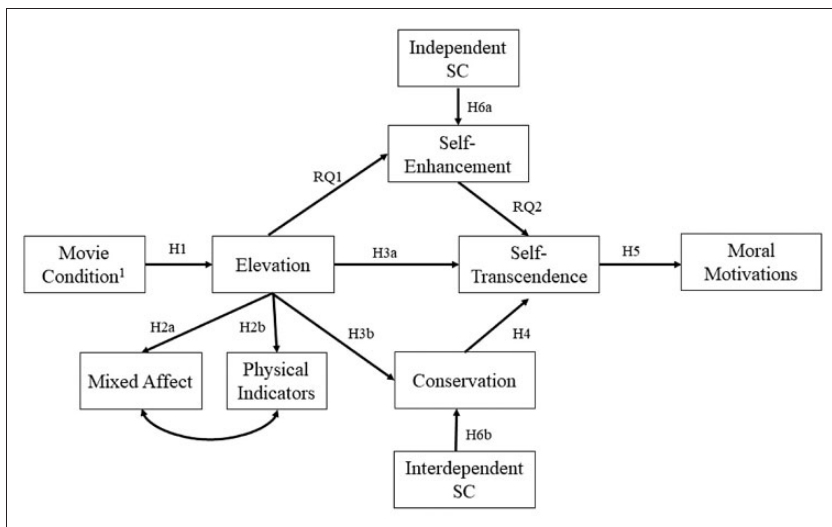 Independent
SC
H6a
Self-
Enhancement
RQ1
RQ2
Movie
Condition¹
H1
Elevation
H3a
Self-
Transcendence
H5
Moral
Motivations
H2a
H2b
H3b
H4
Mixed Affect
Physical
Indicators
Conservation
H6b
Interdependent
SC